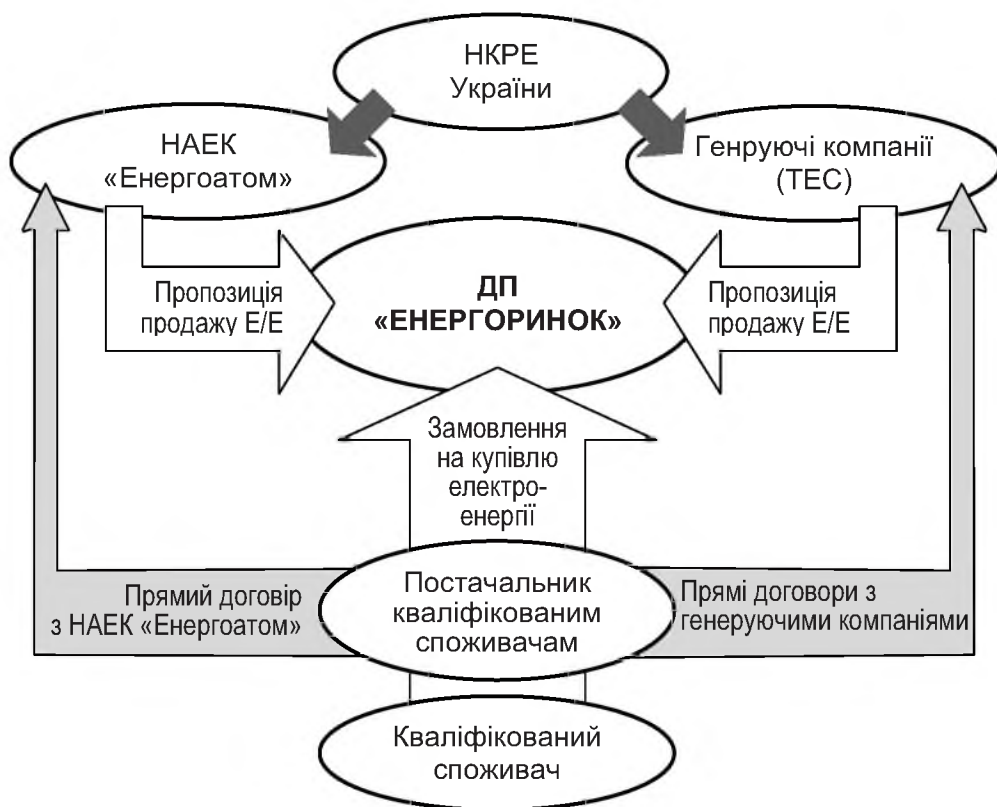 НКРЕ
України
НАЕК
«Енергоатом»
Генруючі компанії
(ТЕС)
Пропозиція
продажу Е/Е
ДП
«ЕНЕРГОРИНОК»
Пропозиція
продажу Е/Е
Замовлення
на купівлю
електро-
енергії
Прямий договір
з НАЕК «Енергоатом»
Постачальник
кваліфікованим
споживачам
Прямі договори з
генеруючими компаніями
Кваліфікований
споживач